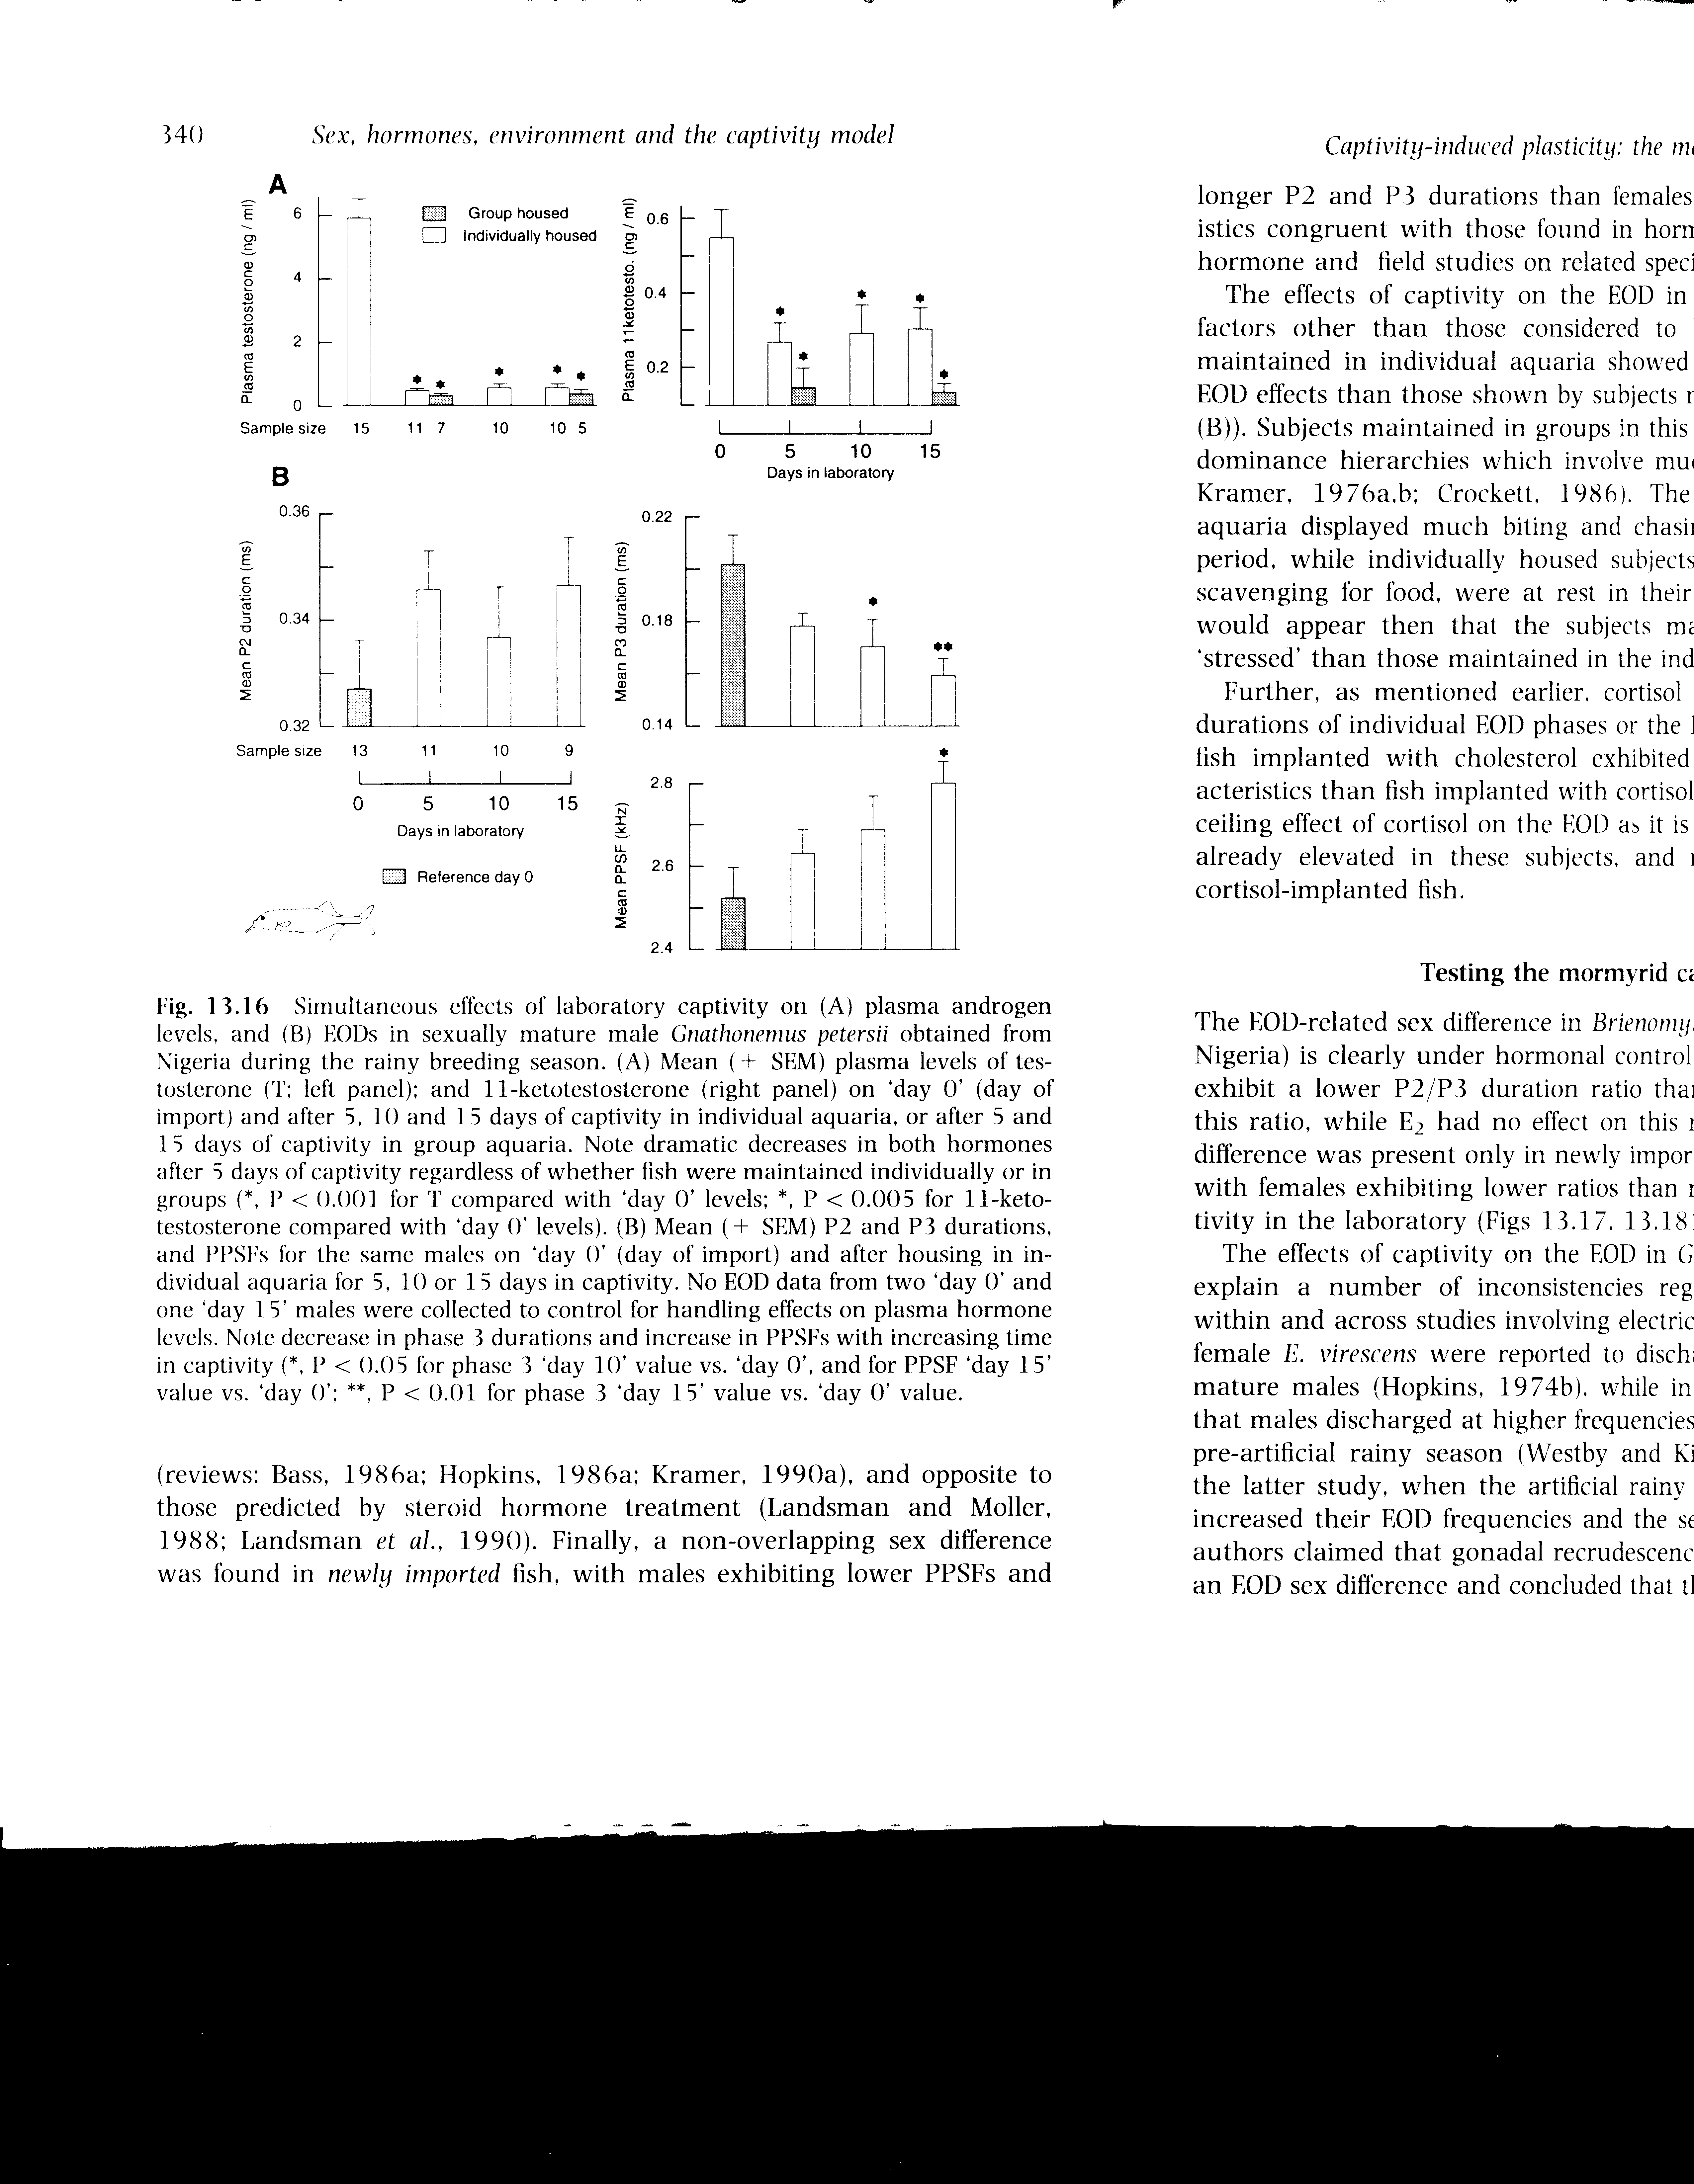 340 Sex, hormones, environment and the captivity model
A
Plasma testosterone (ng / ml)
6
4
2
0
Group housed
Individually housed
Sample size 15 11 7 10 10 5
Plasma 11ketotesto. (ng / ml)
0.6
0.4
0.2
0 5 10 15
Days in laboratory
B
Mean P2 duration (ms)
0.36
0.34
0.32
Sample size 13 11 10 9
0 5 10 15
Days in laboratory
Reference day 0
Mean P3 duration (ms)
0.22
0.18
0.14
*
**
Mean PPSF (kHz)
2.8
2.6
2.4
*
Fig. 13.16 Simultaneous effects of laboratory captivity on (A) plasma androgen
levels, and (B) EODs in sexually mature male Gnathonemus petersii obtained from
Nigeria during the rainy breeding season. (A) Mean (+ SEM) plasma levels of tes-
tosterone (T; left panel); and 11-ketotestosterone (right panel) on ‘day 0’ (day of
import) and after 5, 10 and 15 days of captivity in individual aquaria, or after 5 and
15 days of captivity in group aquaria. Note dramatic decreases in both hormones
after 5 days of captivity regardless of whether fish were maintained individually or in
groups (*, P < 0.001 for T compared with ‘day 0’ levels; *, P < 0.005 for 11-keto-
testosterone compared with ‘day 0’ levels). (B) Mean (+ SEM) P2 and P3 durations,
and PPSFs for the same males on ‘day 0’ (day of import) and after housing in in-
dividual aquaria for 5, 10 or 15 days in captivity. No EOD data from two ‘day 0’ and
one ‘day 15’ males were collected to control for handling effects on plasma hormone
levels. Note decrease in phase 3 durations and increase in PPSFs with increasing time
in captivity (*, P < 0.05 for phase 3 ‘day 10’ value vs. ‘day 0’, and for PPSF ‘day 15’
value vs. ‘day 0’; **, P < 0.01 for phase 3 ‘day 15’ value vs. ‘day 0’ value.
(reviews: Bass, 1986a; Hopkins, 1986a; Kramer, 1990a), and opposite to
those predicted by steroid hormone treatment (Landsman and Moller,
1988; Landsman et al., 1990). Finally, a non-overlapping sex difference
was found in newly imported fish, with males exhibiting lower PPSFs and
Captivity-induced plasticity: the
longer P2 and P3 durations than females
istics congruent with those found in
hormone and field studies on related
The effects of captivity on the EOD in
factors other than those considered to
maintained in individual aquaria showed
EOD effects than those shown by subjects
(B)). Subjects maintained in groups in this
dominance hierarchies which involve
Kramer, 1976a,b; Crockett, 1986). The
aquaria displayed much biting and
period, while individually housed subjects
scavenging for food, were at rest in their
would appear then that the subjects
‘stressed’ than those maintained in the
Further, as mentioned earlier, cortisol
durations of individual EOD phases or the
fish implanted with cholesterol exhibited
acteristics than fish implanted with cortisol
ceiling effect of cortisol on the EOD as it is
already elevated in these subjects, and
cortisol-implanted fish.
Testing the mormyrid
The EOD-related sex difference in
Nigeria) is clearly under hormonal control
exhibit a lower P2/P3 duration ratio
this ratio, while E2 had no effect on this
difference was present only in newly
with females exhibiting lower ratios than
tivity in the laboratory (Figs 13.17, 13.18
The effects of captivity on the EOD in G
explain a number of inconsistencies
within and across studies involving
female E. virescens were reported to
mature males (Hopkins, 1974b), while in
that males discharged at higher frequencies
pre-artificial rainy season (Westby and
the latter study, when the artificial rainy
increased their EOD frequencies and the
authors claimed that gonadal
an EOD sex difference and concluded that